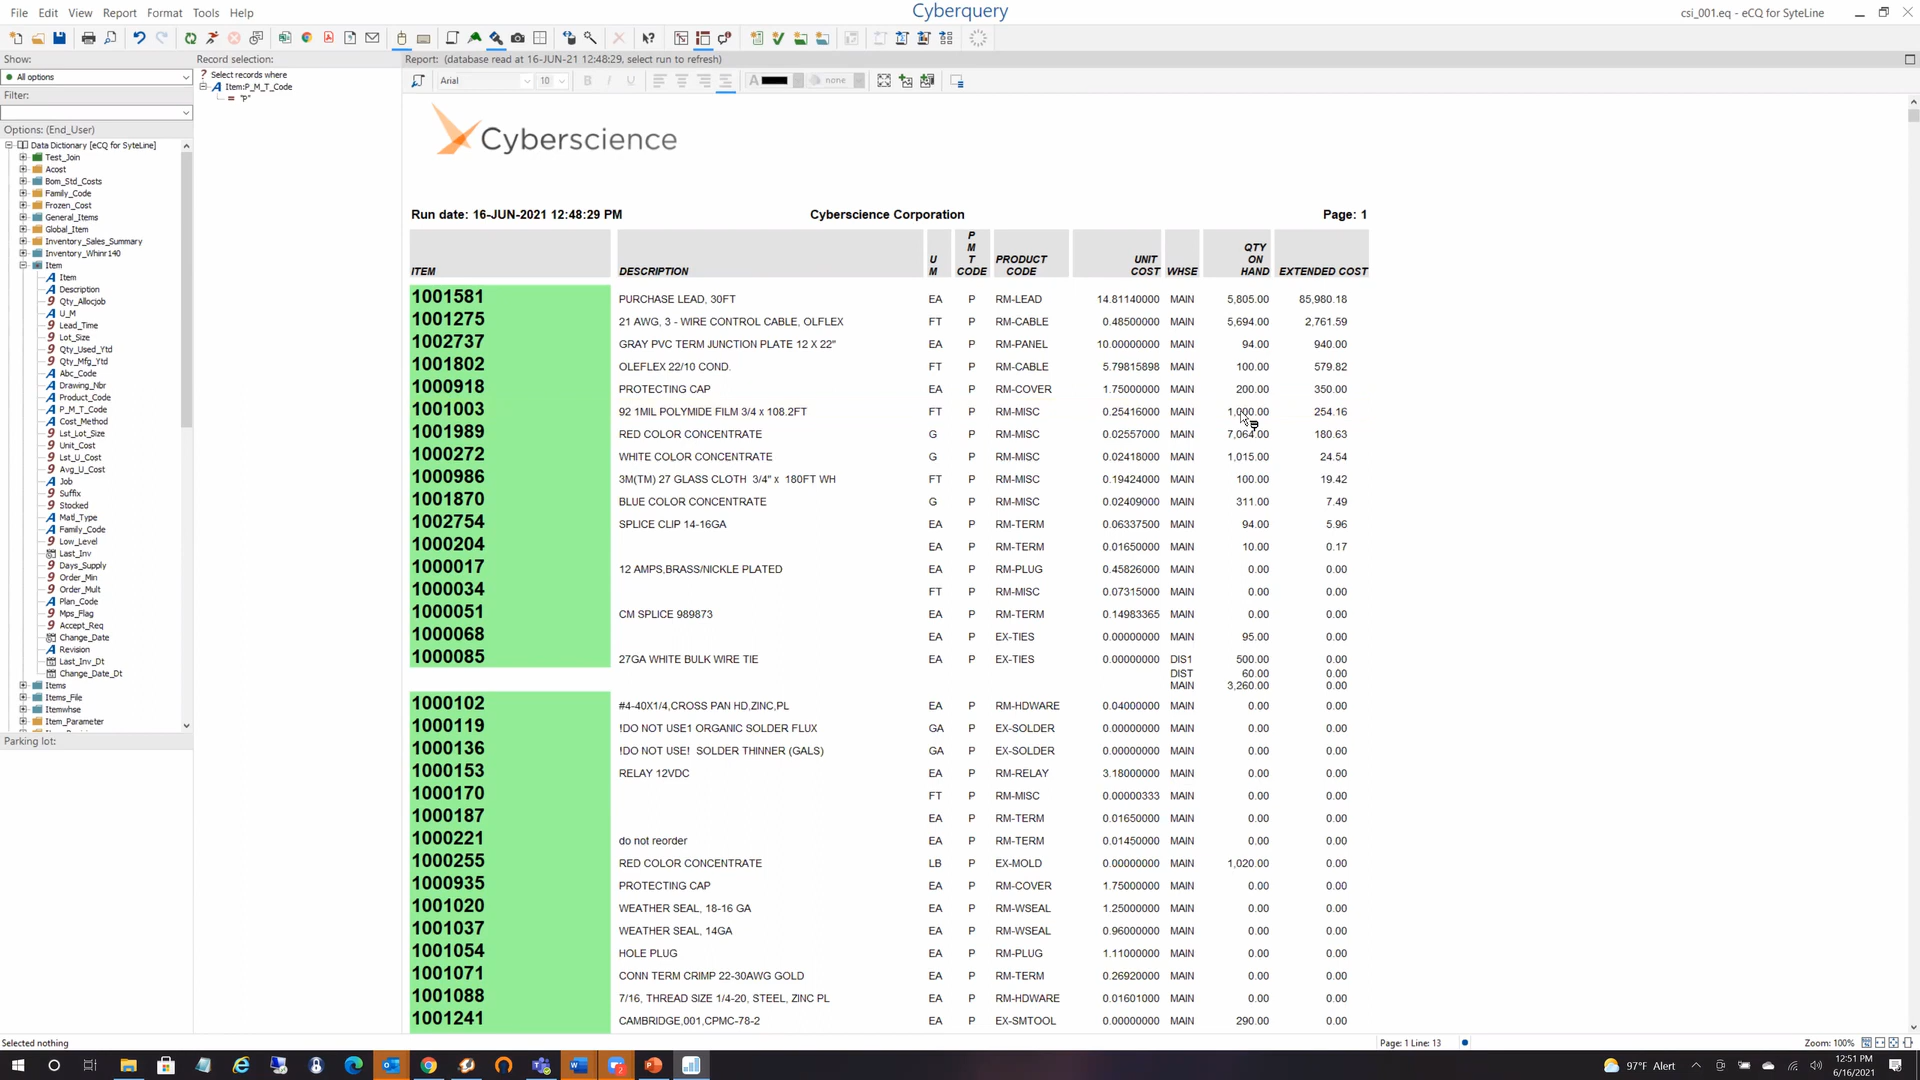 Cyberquery
File Edit View Report Format Tools Help
csi_001.eq - eCQ for SyteLine
Show:
All options
Filter:
Options: (End_User)
Data Dictionary [eCQ for SyteLine]
Test_Join
Acost
Bom_Std_Costs
Family_Code
Frozen_Cost
General_Items
Global_Item
Inventory_Sales_Summary
Inventory_Whinr140
Item
Item
Description
Qty_Allocjob
U_M
Lead_Time
Lot_Size
Qty_Used_Ytd
Qty_Mfg_Ytd
Abc_Code
Drawing_Nbr
Product_Code
P_M_T_Code
Cost_Method
Lst_Lot_Size
Unit_Cost
Lst_U_Cost
Avg_U_Cost
Job
Suffix
Stocked
Matl_Type
Family_Code
Low_Level
Last_Inv
Days_Supply
Order_Min
Order_Mult
Plan_Code
Mps_Flag
Accept_Req
Change_Date
Revision
Last_Inv_Dt
Change_Date_Dt
Items
Items_File
Itemwhse
Item_Parameter
Parking lot:
Record selection:
Select records where
Item:P_M_T_Code
= "P"
Report: (database read at 16-JUN-21 12:48:29, select run to refresh)
Arial 10 B I U A none
Cyberscience
Run date: 16-JUN-2021 12:48:29 PM Cyberscience Corporation Page: 1
ITEM DESCRIPTION U M P M T CODE PRODUCT CODE UNIT COST WHSE QTY ON HAND EXTENDED COST
1001581 PURCHASE LEAD, 30FT EA P RM-LEAD 14.81140000 MAIN 5,805.00 85,980.18
1001275 21 AWG, 3 - WIRE CONTROL CABLE, OLFLEX FT P RM-CABLE 0.48500000 MAIN 5,694.00 2,761.59
1002737 GRAY PVC TERM JUNCTION PLATE 12 X 22" EA P RM-PANEL 10.00000000 MAIN 94.00 940.00
1001802 OLEFLEX 22/10 COND. FT P RM-CABLE 5.79815898 MAIN 100.00 579.82
1000918 PROTECTING CAP EA P RM-COVER 1.75000000 MAIN 200.00 350.00
1001003 92 1MIL POLYMIDE FILM 3/4 x 108.2FT FT P RM-MISC 0.25416000 MAIN 1,000.00 254.16
1001989 RED COLOR CONCENTRATE G P RM-MISC 0.02557000 MAIN 7,064.00 180.63
1000272 WHITE COLOR CONCENTRATE G P RM-MISC 0.02418000 MAIN 1,015.00 24.54
1000986 3M(TM) 27 GLASS CLOTH 3/4" x 180FT WH FT P RM-MISC 0.19424000 MAIN 100.00 19.42
1001870 BLUE COLOR CONCENTRATE G P RM-MISC 0.02409000 MAIN 311.00 7.49
1002754 SPLICE CLIP 14-16GA EA P RM-TERM 0.06337500 MAIN 94.00 5.96
1000204 EA P RM-TERM 0.01650000 MAIN 10.00 0.17
1000017 12 AMPS,BRASS/NICKLE PLATED EA P RM-PLUG 0.45826000 MAIN 0.00 0.00
1000034 FT P RM-MISC 0.07315000 MAIN 0.00 0.00
1000051 CM SPLICE 989873 EA P RM-TERM 0.14983365 MAIN 0.00 0.00
1000068 EA P EX-TIES 0.00000000 MAIN 95.00 0.00
1000085 27GA WHITE BULK WIRE TIE EA P EX-TIES 0.00000000 DIS1 500.00 0.00
DIST 60.00 0.00
MAIN 3,260.00 0.00
1000102 #4-40X1/4,CROSS PAN HD,ZINC,PL EA P RM-HDWARE 0.04000000 MAIN 0.00 0.00
1000119 !DO NOT USE1 ORGANIC SOLDER FLUX GA P EX-SOLDER 0.00000000 MAIN 0.00 0.00
1000136 !DO NOT USE! SOLDER THINNER (GALS) GA P EX-SOLDER 0.00000000 MAIN 0.00 0.00
1000153 RELAY 12VDC EA P RM-RELAY 3.18000000 MAIN 0.00 0.00
1000170 FT P RM-MISC 0.00000333 MAIN 0.00 0.00
1000187 EA P RM-TERM 0.01650000 MAIN 0.00 0.00
1000221 do not reorder EA P RM-TERM 0.01450000 MAIN 0.00 0.00
1000255 RED COLOR CONCENTRATE LB P EX-MOLD 0.00000000 MAIN 1,020.00 0.00
1000935 PROTECTING CAP EA P RM-COVER 1.75000000 MAIN 0.00 0.00
1001020 WEATHER SEAL, 18-16 GA EA P RM-WSEAL 1.25000000 MAIN 0.00 0.00
1001037 WEATHER SEAL, 14GA EA P RM-WSEAL 0.96000000 MAIN 0.00 0.00
1001054 HOLE PLUG EA P RM-PLUG 1.11000000 MAIN 0.00 0.00
1001071 CONN TERM CRIMP 22-30AWG GOLD EA P RM-TERM 0.26920000 MAIN 0.00 0.00
1001088 7/16, THREAD SIZE 1/4-20, STEEL, ZINC PL EA P RM-HDWARE 0.01601000 MAIN 0.00 0.00
1001241 CAMBRIDGE,001,CPMC-78-2 EA P EX-SMTOOL 0.00000000 MAIN 290.00 0.00
Selected nothing
Page: 1 Line: 13
Zoom: 100%
97°F Alert
12:51 PM
6/16/2021